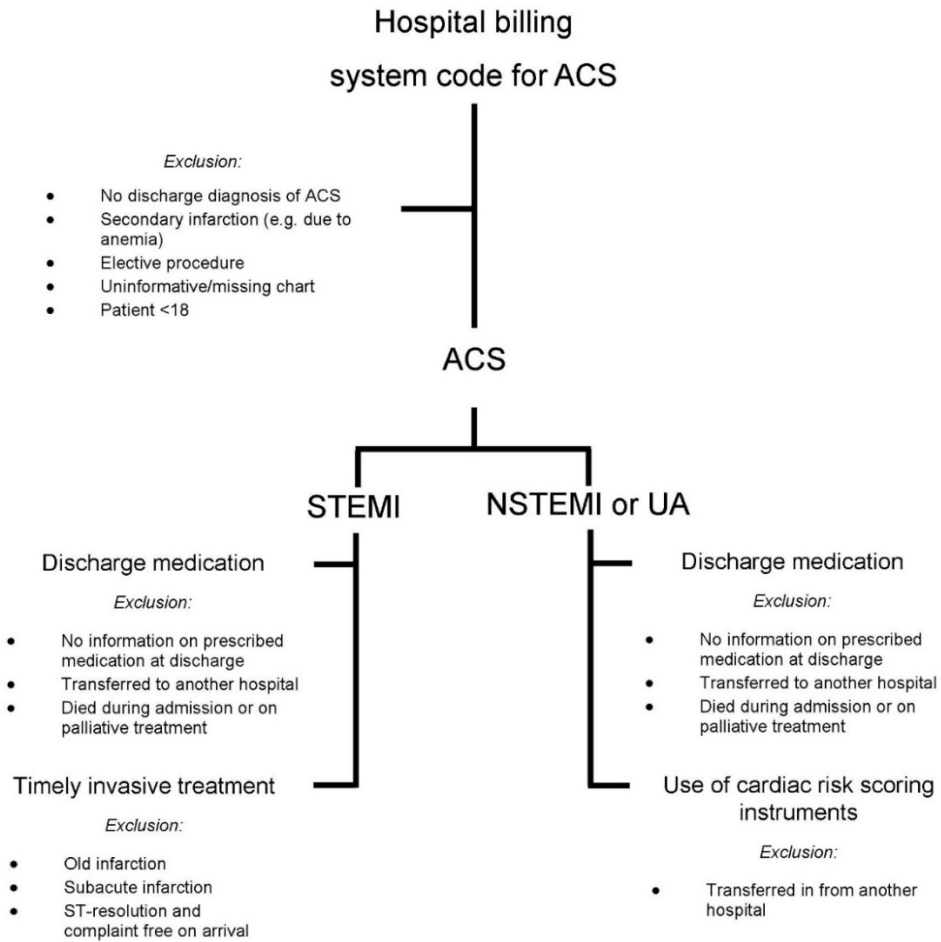 Hospital billing
system code for ACS
Exclusion:
• No discharge diagnosis of ACS
• Secondary infarction (e.g. due to
anemia)
• Elective procedure
• Uninformative/missing chart
• Patient <18
ACS
STEMI
Discharge medication
Exclusion:
• No information on prescribed
medication at discharge
• Transferred to another hospital
• Died during admission or on
palliative treatment
Timely invasive treatment
Exclusion:
• Old infarction
• Subacute infarction
• ST-resolution and
complaint free on arrival
NSTEMI or UA
Discharge medication
Exclusion:
• No information on prescribed
medication at discharge
• Transferred to another hospital
• Died during admission or on
palliative treatment
Use of cardiac risk scoring
instruments
Exclusion:
• Transferred in from another
hospital